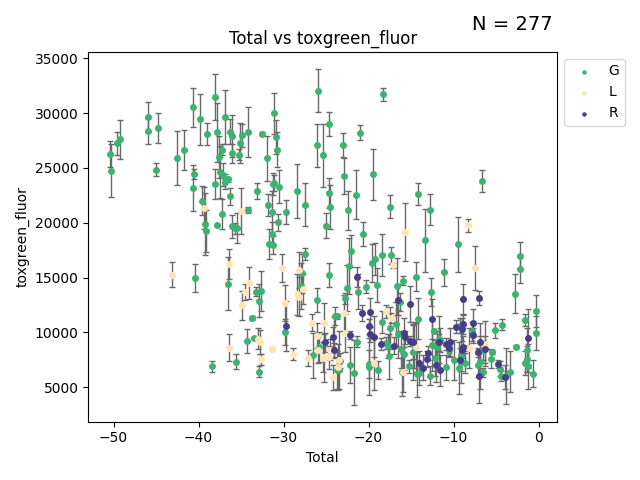 N = 277
Total vs toxgreen_fluor
35000
30000
25000
20000
15000
10000
5000
toxgreen_fluor
−50
−40
−30
−20
−10
0
Total
G
L
R